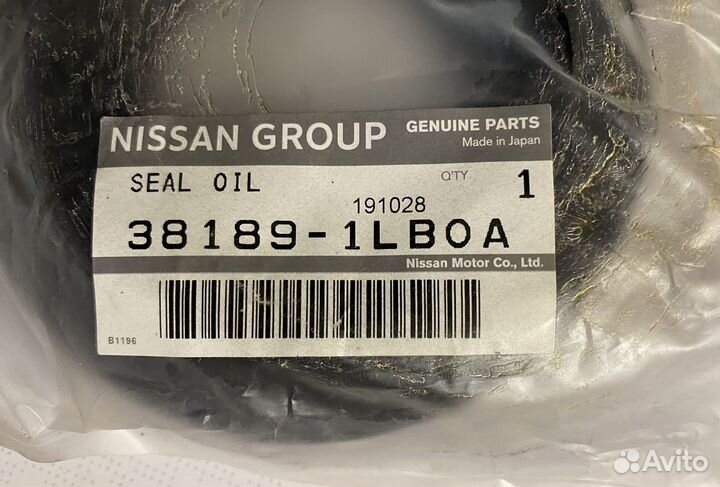 NISSAN GROUP
GENUINE PARTS
Made in Japan
SEAL OIL
Q'TY 1
191028
38189-1LB0A
Nissan Motor Co., Ltd.
B1196
Avito